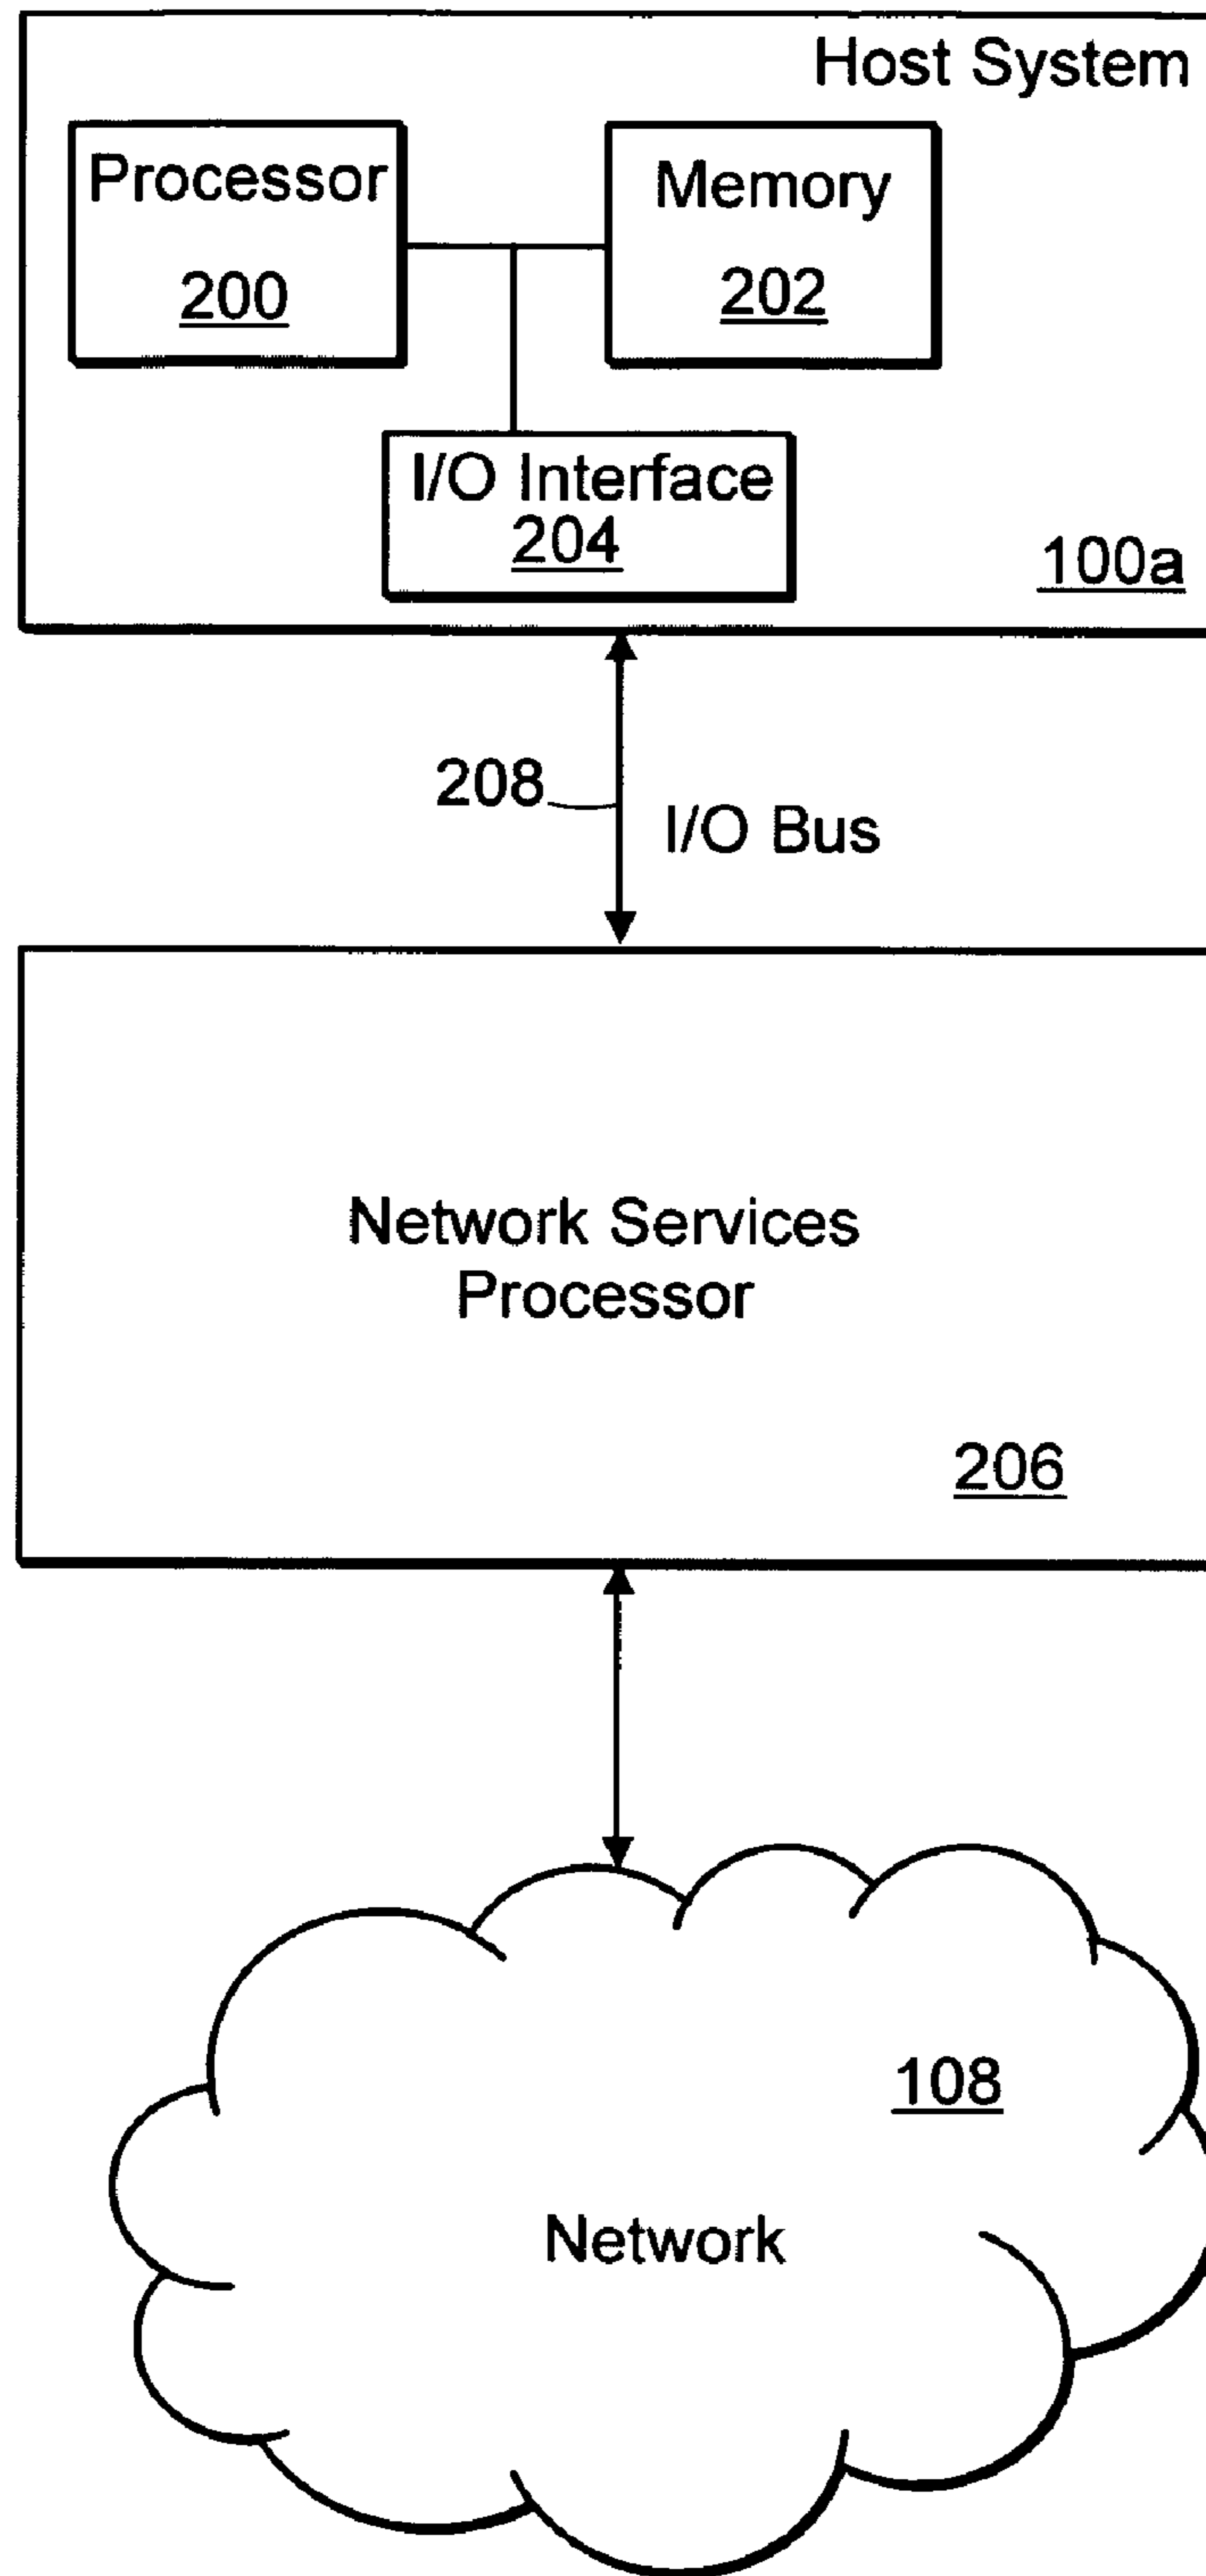 Host System
Processor
200
Memory
202
I/O Interface
204
100a
208
I/O Bus
Network Services
Processor
206
108
Network